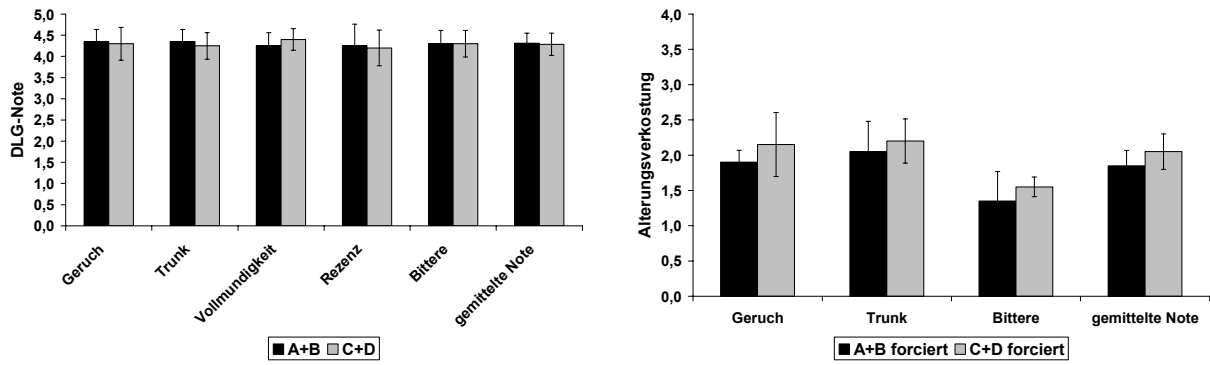 5,0
4,5
4,0
3,5
3,0
2,5
2,0
1,5
1,0
0,5
0,0
DLG-Note
Geruch
Trunk
Vollmundigkeit
Rezenz
Bittere
gemittelte Note
A+B C+D
4,0
3,5
3,0
2,5
2,0
1,5
1,0
0,5
0,0
Alterungsverkostung
Geruch Trunk Bittere gemittelte Note
A+B forciert C+D forciert